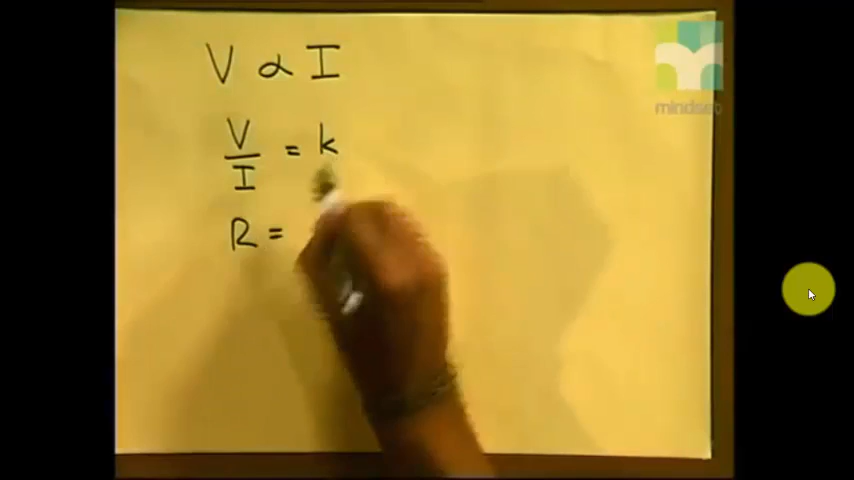 V ∝ I
V/I = k
R =
mindset